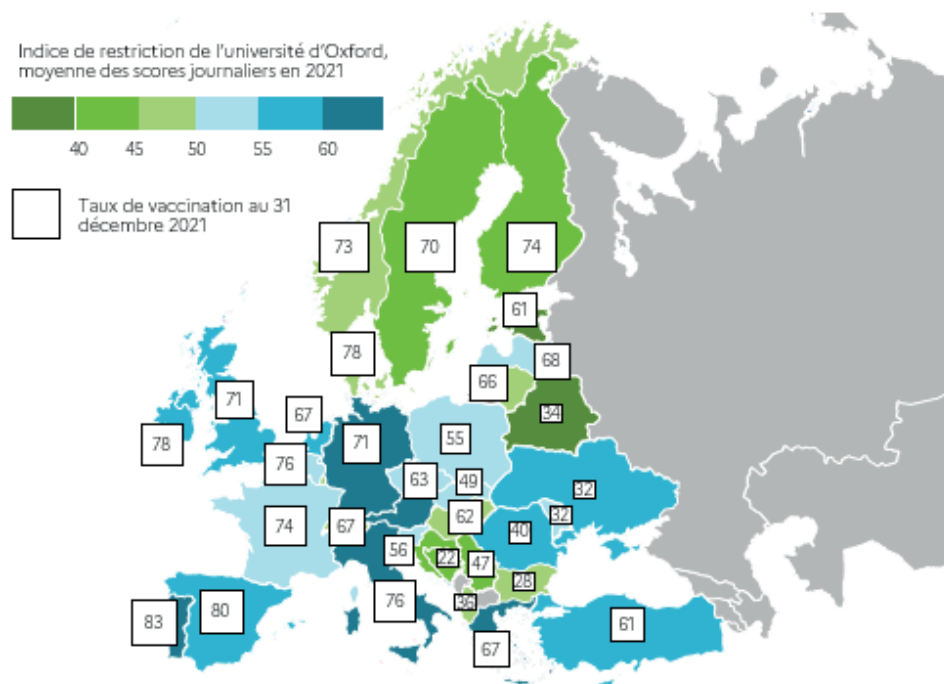 Indice de restriction de l'université d'Oxford,
moyenne des scores journaliers en 2021
40 45 50 55 60
Taux de vaccination au 31
décembre 2021
73 70 74
61
78 68
66
71 67 34
78 71 55
76 63 49
32
74 67 62 40 32
56 22 47 28
83 80 76 36 61
67